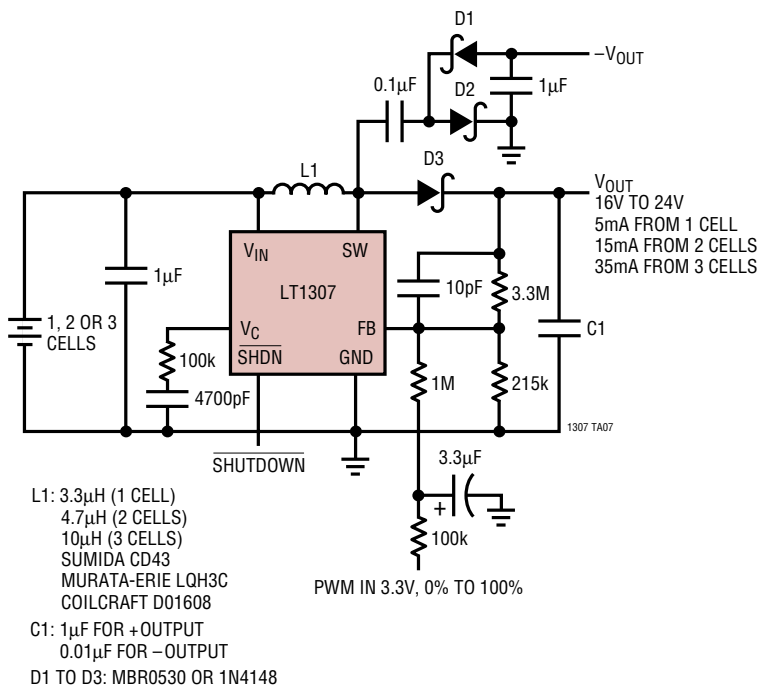 D1
−VOUT
0.1µF
D2
1µF
L1
D3
VOUT
16V TO 24V
5mA FROM 1 CELL
15mA FROM 2 CELLS
35mA FROM 3 CELLS
VIN
SW
1µF
LT1307
10pF
3.3M
1, 2 OR 3
CELLS
VC
FB
C1
100k
SHDN
GND
1M
215k
4700pF
1307 TA07
SHUTDOWN
3.3µF
+
100k
PWM IN 3.3V, 0% TO 100%
L1: 3.3µH (1 CELL)
4.7µH (2 CELLS)
10µH (3 CELLS)
SUMIDA CD43
MURATA-ERIE LQH3C
COILCRAFT D01608
C1: 1µF FOR +OUTPUT
0.01µF FOR −OUTPUT
D1 TO D3: MBR0530 OR 1N4148